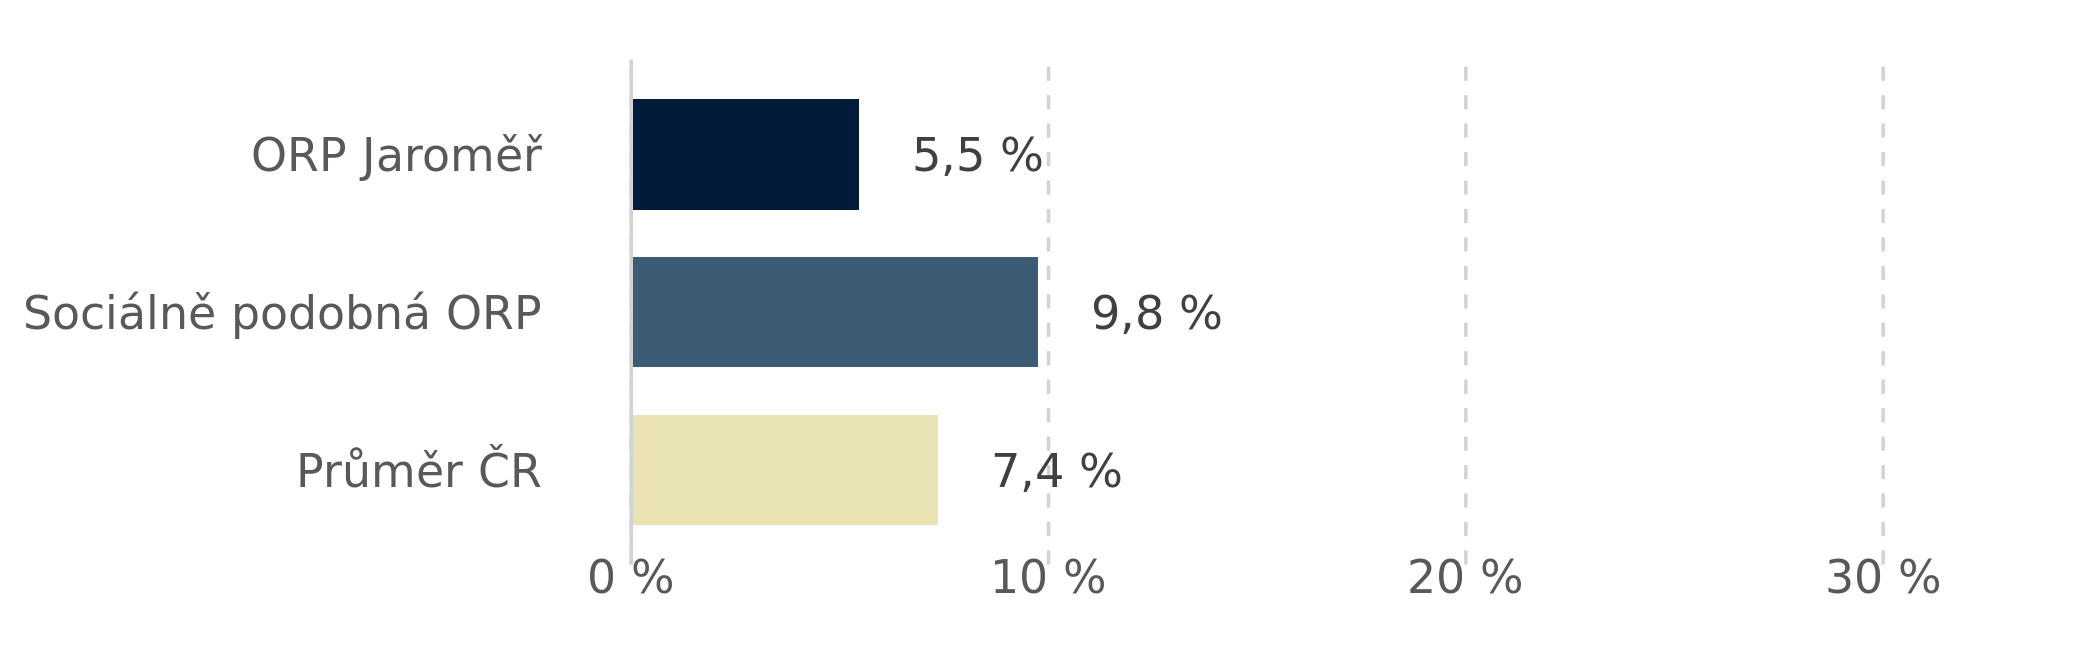 ORP Jaroměř
5,5 %
Sociálně podobná ORP
9,8 %
Průměr ČR
7,4 %
0 %
10 %
20 %
30 %